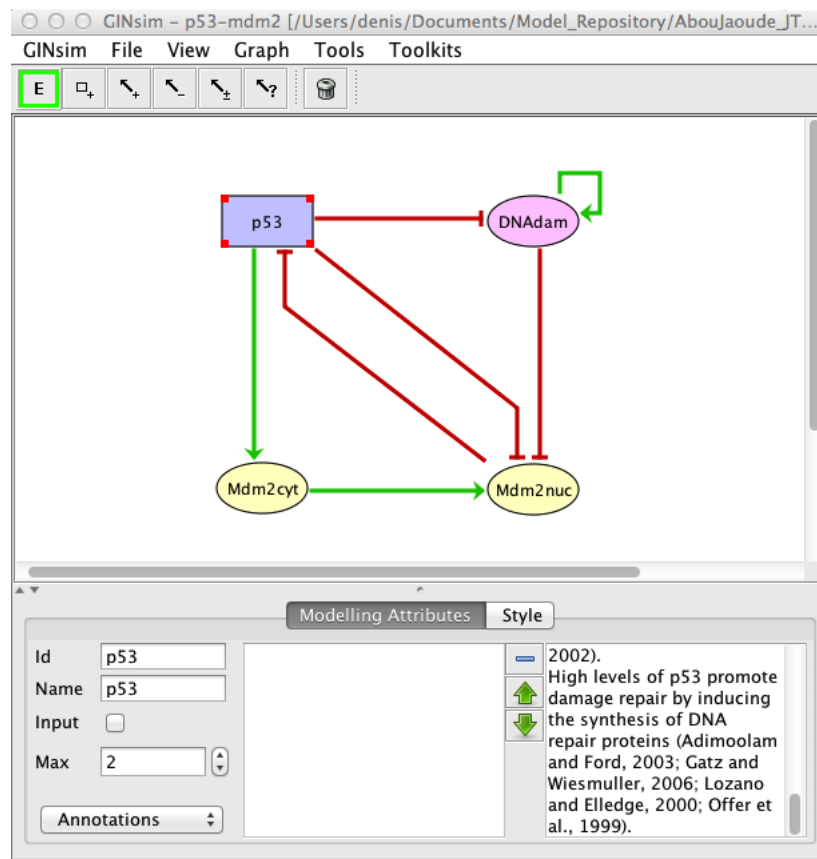 GINsim – p53-mdm2 [/Users/denis/Documents/Model_Repository/AbouJaoude_JT...
GINsim File View Graph Tools Toolkits
E + + - ± ?
p53
DNAdam
Mdm2cyt
Mdm2nuc
Modelling Attributes Style
Id p53
Name p53
Input
Max 2
Annotations
2002).
High levels of p53 promote
damage repair by inducing
the synthesis of DNA
repair proteins (Adimoolam
and Ford, 2003; Gatz and
Wiesmuller, 2006; Lozano
and Elledge, 2000; Offer et
al., 1999).